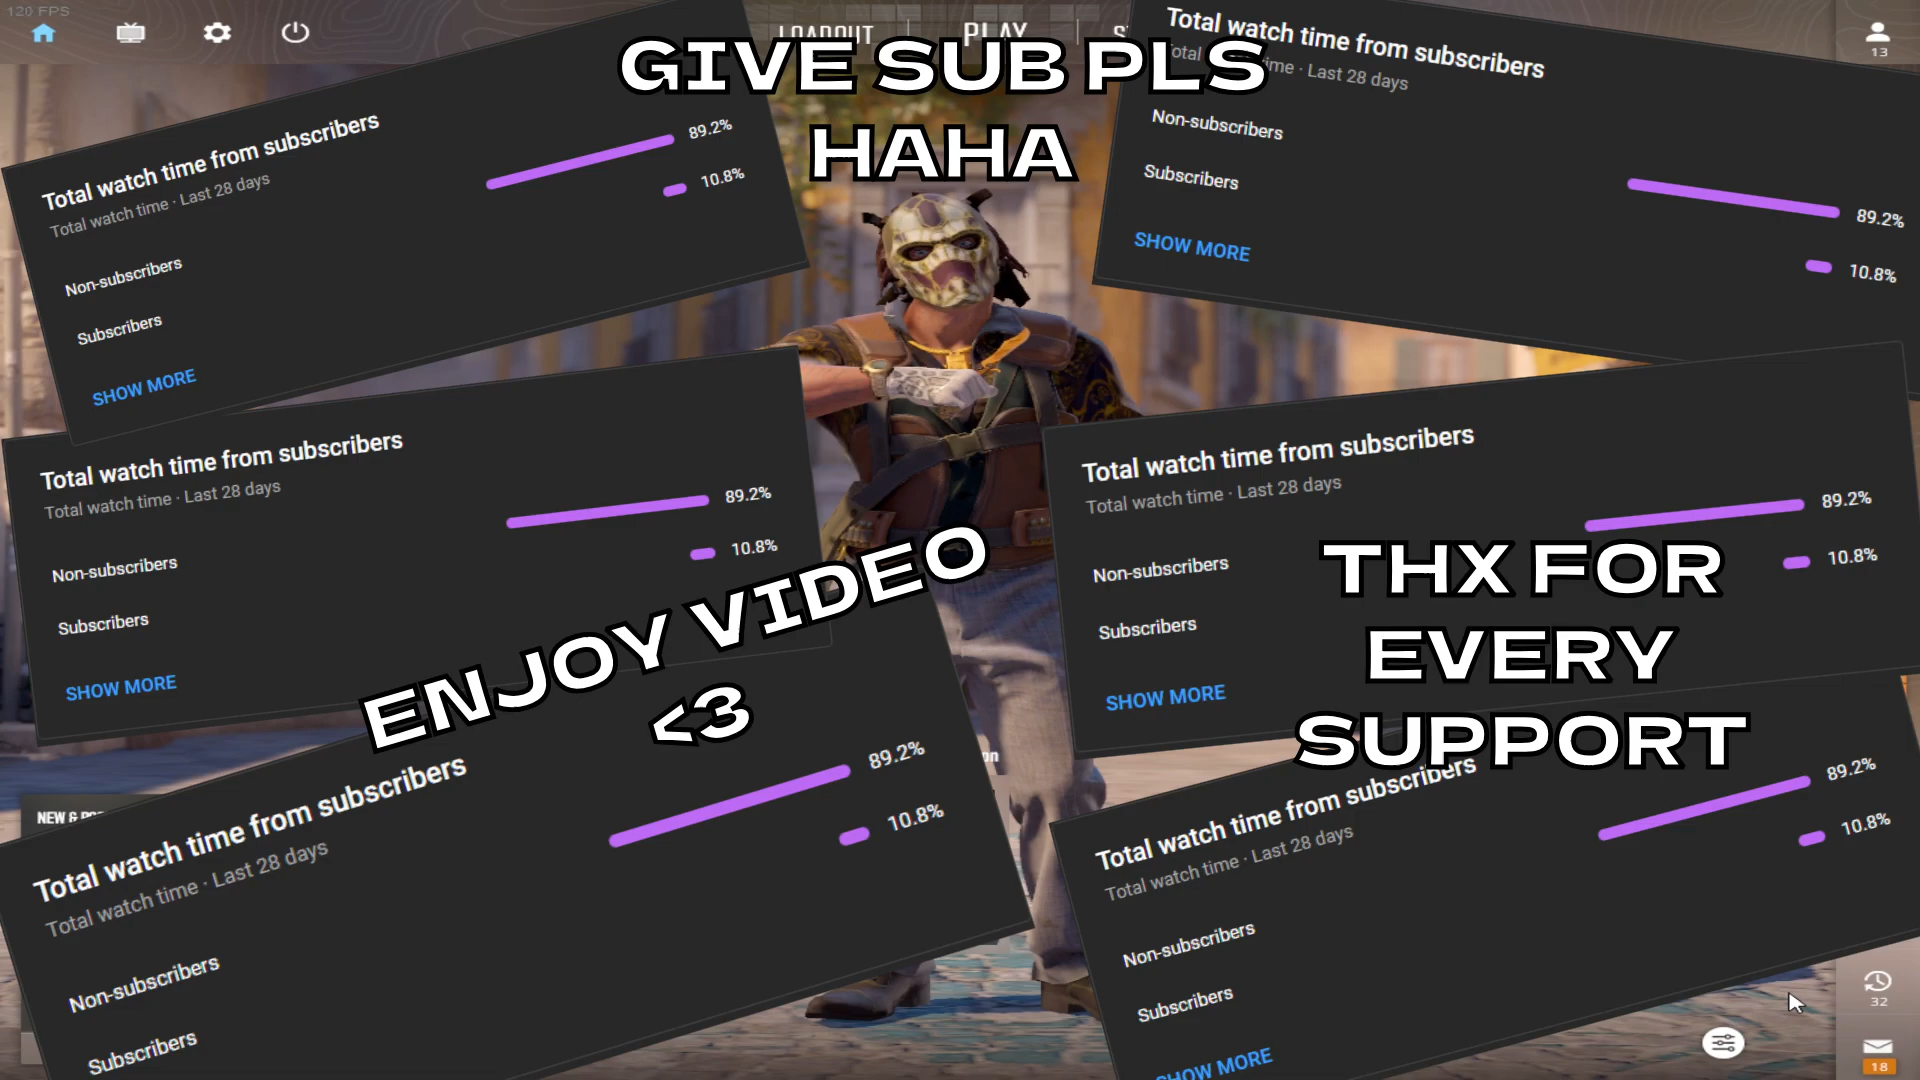 120 FPS
LOADOUT
PLAY
13
GIVE SUB PLS
HAHA
Total watch time from subscribers
Total watch time · Last 28 days
89.2%
10.8%
Non-subscribers
Subscribers
SHOW MORE
Total watch time from subscribers
Total time · Last 28 days
Non-subscribers
Subscribers
89.2%
10.8%
SHOW MORE
Total watch time from subscribers
Total watch time · Last 28 days
89.2%
10.8%
Non-subscribers
Subscribers
SHOW MORE
Total watch time from subscribers
Total watch time · Last 28 days
89.2%
10.8%
Non-subscribers
Subscribers
SHOW MORE
ENJOY VIDEO
<3
THX FOR
EVERY
SUPPORT
NEW &
Total watch time from subscribers
Total watch time · Last 28 days
89.2%
10.8%
Non-subscribers
Subscribers
Total watch time from subscribers
Total watch time · Last 28 days
89.2%
10.8%
Non-subscribers
Subscribers
SHOW MORE
32
18